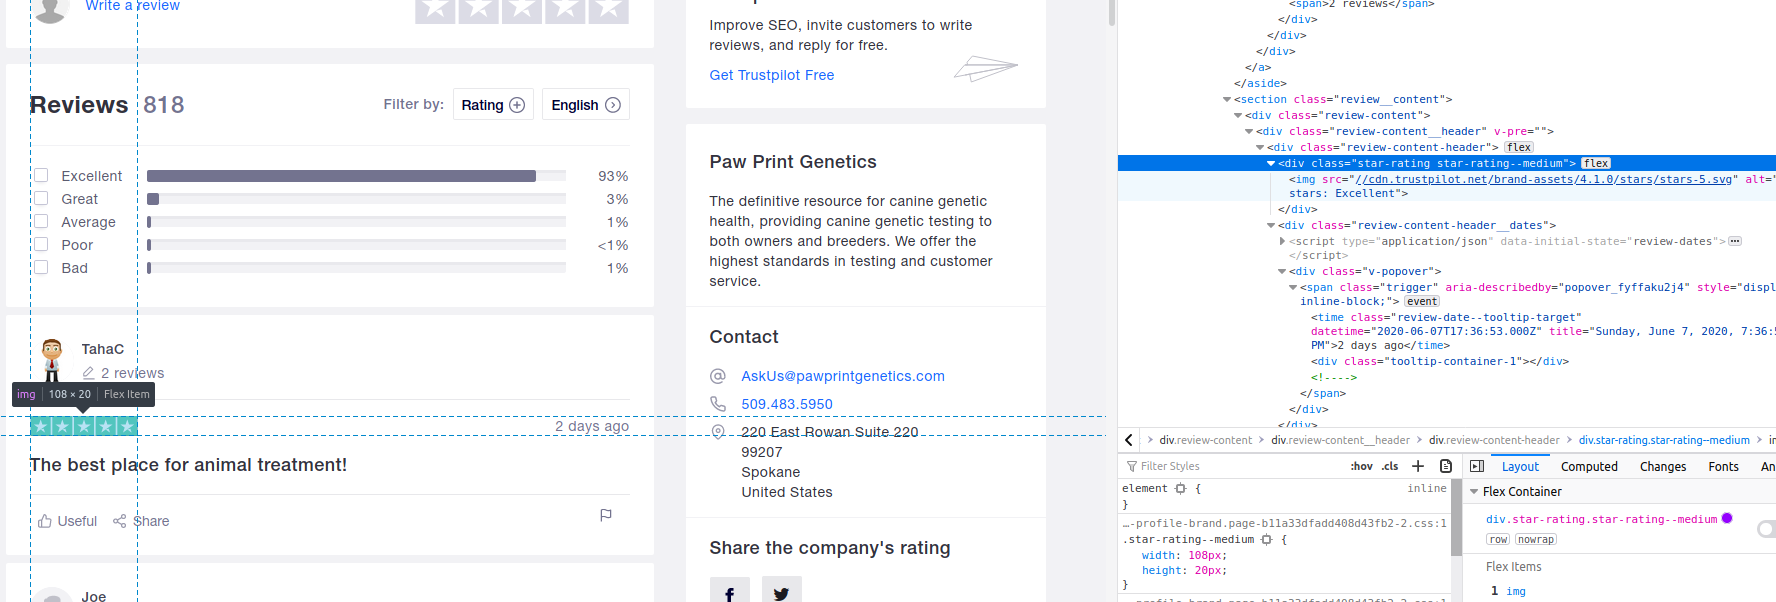 Write a review
Reviews 818
Filter by:
Rating
English
Excellent 93%
Great 3%
Average 1%
Poor <1%
Bad 1%
TahaC
2 reviews
img 108 × 20 Flex Item
2 days ago
The best place for animal treatment!
Useful Share
Joe
Improve SEO, invite customers to write
reviews, and reply for free.
Get Trustpilot Free
Paw Print Genetics
The definitive resource for canine genetic
health, providing canine genetic testing to
both owners and breeders. We offer the
highest standards in testing and customer
service.
Contact
AskUs@pawprintgenetics.com
509.483.5950
220 East Rowan Suite 220
99207
Spokane
United States
Share the company's rating
<span>2 reviews</span>
</div>
</div>
</div>
</a>
</aside>
<section class="review__content">
<div class="review-content">
<div class="review-content__header" v-pre="">
<div class="review-content-header"> flex
<div class="star-rating star-rating--medium"> flex
<img src="//cdn.trustpilot.net/brand-assets/4.1.0/stars/stars-5.svg" alt="
stars: Excellent">
</div>
<div class="review-content-header__dates">
<script type="application/json" data-initial-state="review-dates">
</script>
<div class="v-popover">
<span class="trigger" aria-describedby="popover_fyffaku2j4" style="displ
inline-block;"> event
<time class="review-date--tooltip-target"
datetime="2020-06-07T17:36:53.000Z" title="Sunday, June 7, 2020, 7:36:5
PM">2 days ago</time>
<div class="tooltip-container-1"></div>
<!---->
</span>
</div>
</div>
div.review-content div.review-content__header div.review-content-header div.star-rating.star-rating--medium
Filter Styles :hov .cls +
element { inline
}
…-profile-brand.page-b11a33dfadd408d43fb2-2.css:1
.star-rating--medium {
width: 108px;
height: 20px;
}
-profile-brand.page-b11a33dfadd408d43fb2-2.css:1
Layout Computed Changes Fonts An
Flex Container
div.star-rating.star-rating--medium
row nowrap
Flex Items
1 img